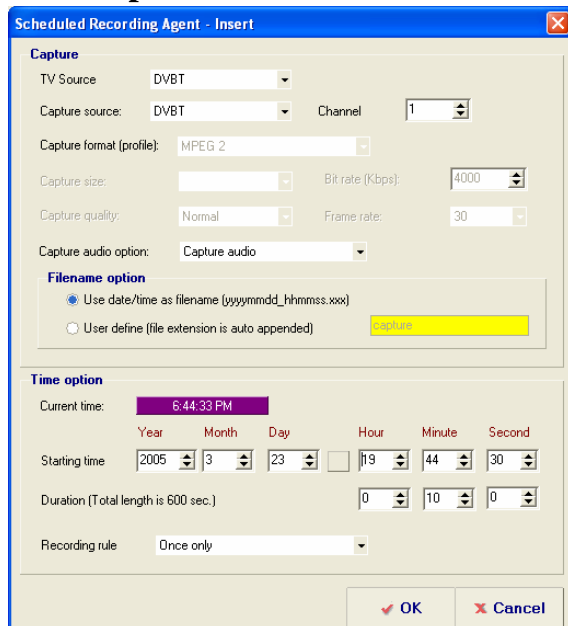 Scheduled Recording Agent - Insert
Capture
TV Source DVBT
Capture source: DVBT Channel 1
Capture format (profile): MPEG 2
Capture size: Bit rate (Kbps): 4000
Capture quality: Normal Frame rate: 30
Capture audio option: Capture audio
Filename option
Use date/time as filename (yyyymmdd_hhmmss.xxx)
User define (file extension is auto appended) capture
Time option
Current time: 6:44:33 PM
Year Month Day Hour Minute Second
Starting time 2005 3 23 19 44 30
Duration (Total length is 600 sec.) 0 10 0
Recording rule Once only
OK Cancel